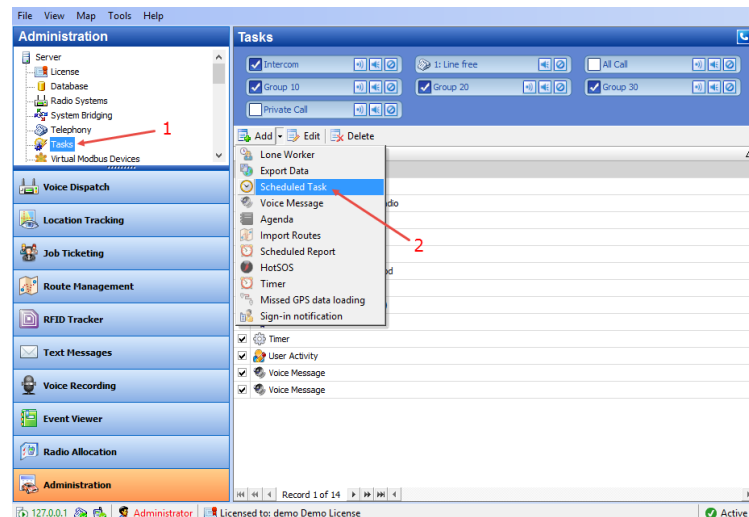 File View Map Tools Help
Administration
Tasks
Server
License
Database
Radio Systems
System Bridging
Telephony
Tasks
Virtual Modbus Devices
1
Intercom
1: Line free
All Call
Group 10
Group 20
Group 30
Private Call
Add Edit Delete
Lone Worker
Export Data
Scheduled Task
Voice Message
Agenda
Import Routes
Scheduled Report
HotSOS
Timer
Missed GPS data loading
Sign-in notification
2
Timer
User Activity
Voice Message
Voice Message
Voice Dispatch
Location Tracking
Job Ticketing
Route Management
RFID Tracker
Text Messages
Voice Recording
Event Viewer
Radio Allocation
Administration
Record 1 of 14
127.0.0.1 Administrator Licensed to: demo Demo License Active